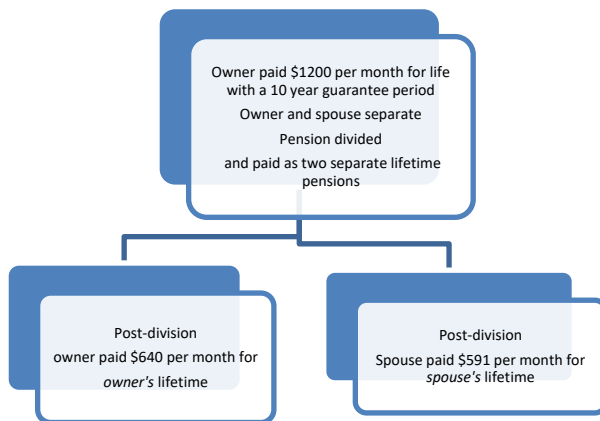 Owner paid $1200 per month for life
with a 10 year guarantee period
Owner and spouse separate
Pension divided
and paid as two separate lifetime
pensions
Post-division
owner paid $640 per month for
owner's lifetime
Post-division
Spouse paid $591 per month for
spouse's lifetime